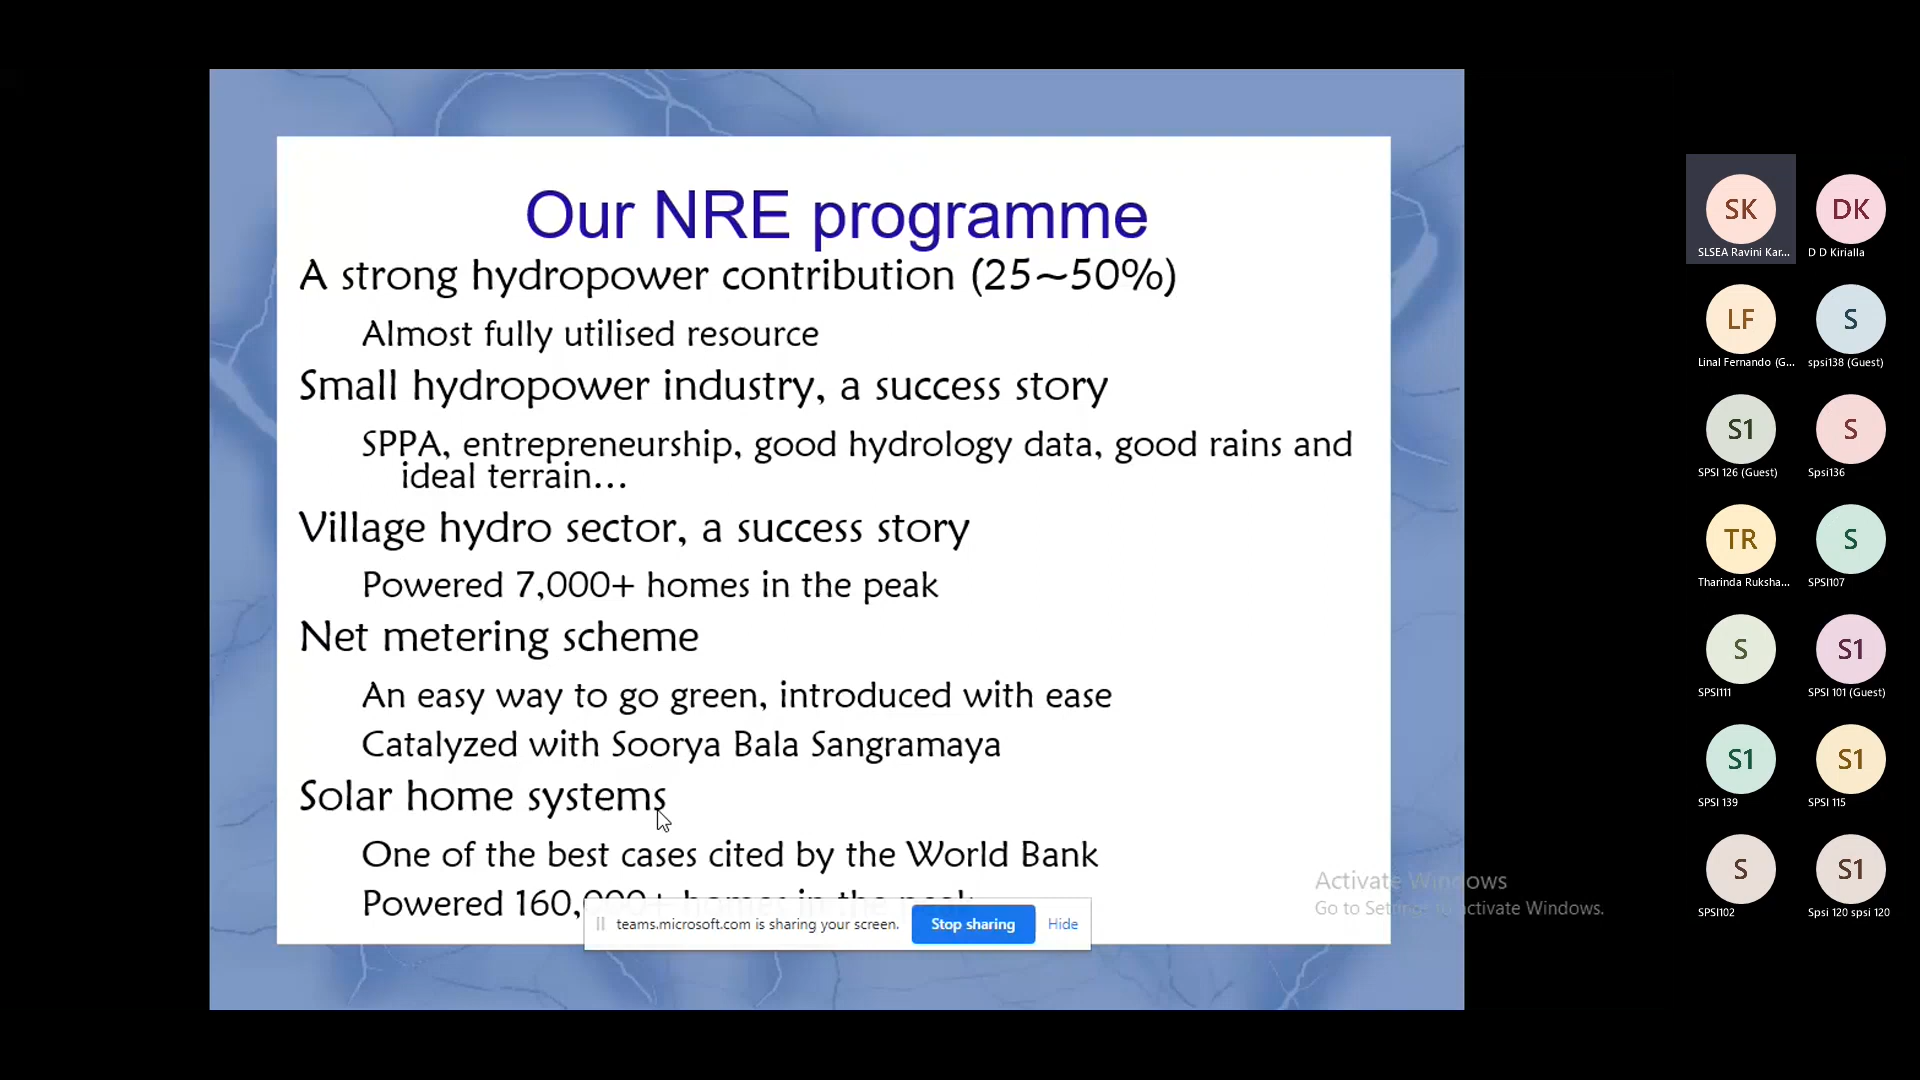 Our NRE programme
A strong hydropower contribution (25~50%)
Almost fully utilised resource
Small hydropower industry, a success story
SPPA, entrepreneurship, good hydrology data, good rains and
ideal terrain...
Village hydro sector, a success story
Powered 7,000+ homes in the peak
Net metering scheme
An easy way to go green, introduced with ease
Catalyzed with Soorya Bala Sangramaya
Solar home systems
One of the best cases cited by the World Bank
Powered 160,000+ homes in the peak
teams.microsoft.com is sharing your screen.
Stop sharing
Hide
Activate Windows
Go to Settings to activate Windows.
SK
SLSEA Ravini Kar...
DK
D D Kirialla
LF
Linal Fernando (G...
S
spsi138 (Guest)
S1
SPSI 126 (Guest)
S
Spsi136
TR
Tharinda Ruksha...
S
SPSI107
S
SPSI111
S1
SPSI 101 (Guest)
S1
SPSI 139
S1
SPSI 115
S
SPSI102
S1
Spsi 120 spsi 120